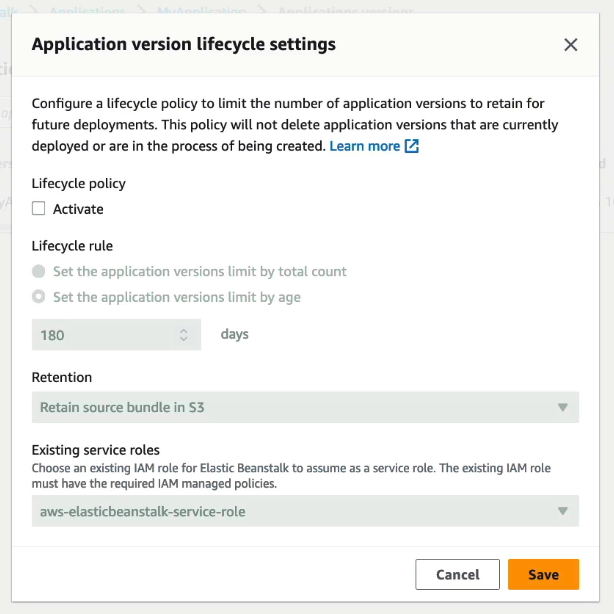 Applications
MyApplication
Applications versions
Application version lifecycle settings
Configure a lifecycle policy to limit the number of application versions to retain for
future deployments. This policy will not delete application versions that are currently
deployed or are in the process of being created. Learn more
Lifecycle policy
Activate
Lifecycle rule
Set the application versions limit by total count
Set the application versions limit by age
180 days
Retention
Retain source bundle in S3
Existing service roles
Choose an existing IAM role for Elastic Beanstalk to assume as a service role. The existing IAM role
must have the required IAM managed policies.
aws-elasticbeanstalk-service-role
Cancel Save